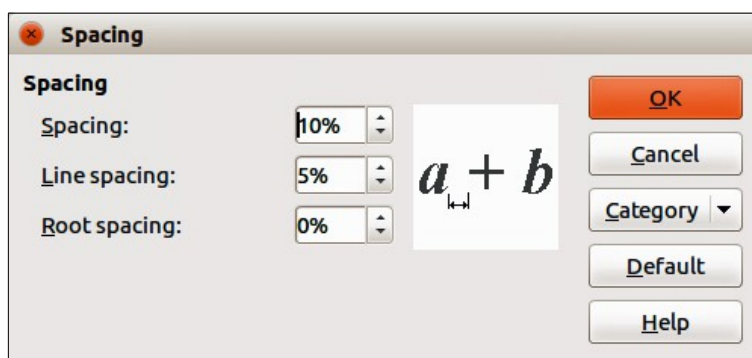 Spacing
Spacing
Spacing: 10%
Line spacing: 5%
Root spacing: 0%
a + b
OK
Cancel
Category
Default
Help